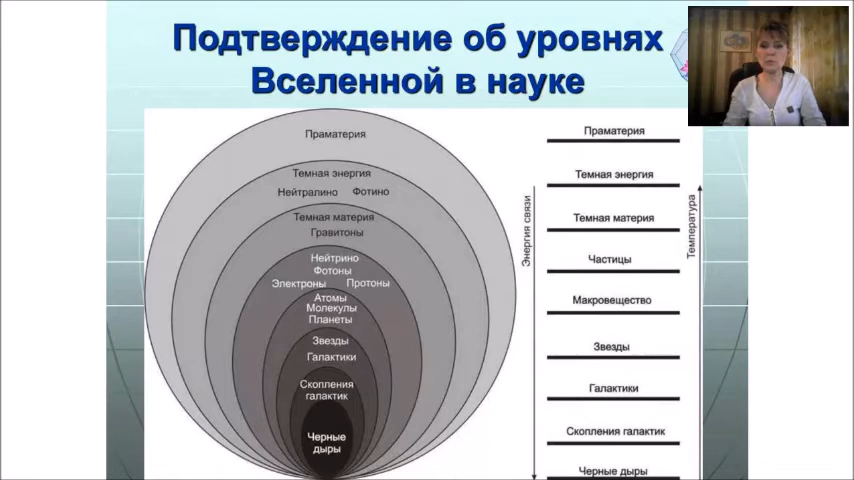 Подтверждение об уровнях
Вселенной в науке
Праматерия
Темная энергия
Нейтралино Фотино
Темная материя
Гравитоны
Нейтрино
Фотоны
Электроны Протоны
Атомы
Молекулы
Планеты
Звезды
Галактики
Скопления
галактик
Черные
дыры
Энергия связи
Праматерия
Темная энергия
Темная материя
Частицы
Макровещество
Звезды
Галактики
Скопления галактик
Черные дыры
Температура